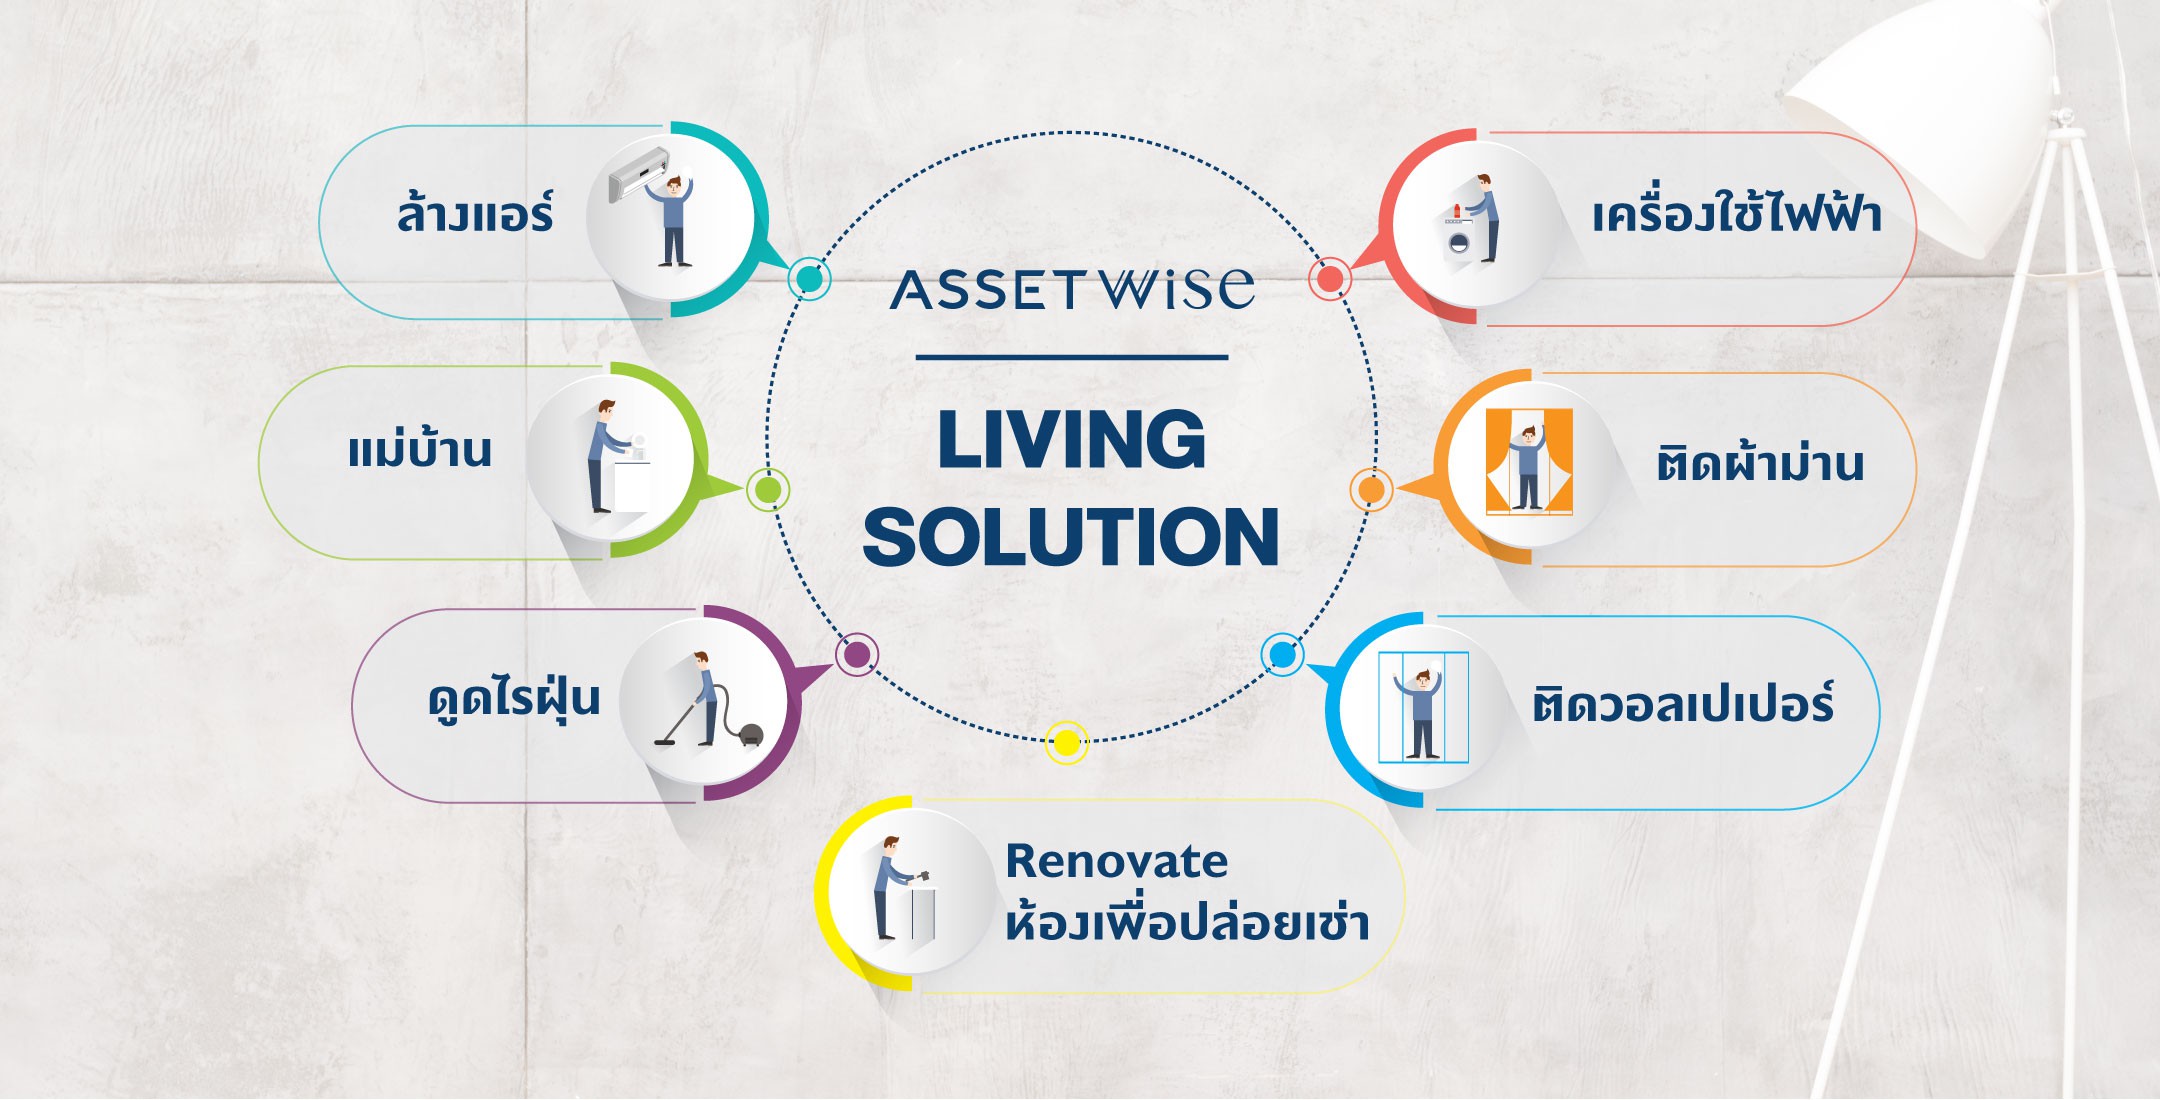 ASSETWISE
LIVING
SOLUTION
ล้างแอร์
แม่บ้าน
ดูดไรฝุ่น
เครื่องใช้ไฟฟ้า
ติดผ้าม่าน
ติดวอลเปเปอร์
Renovate
ห้องเพื่อปล่อยเช่า